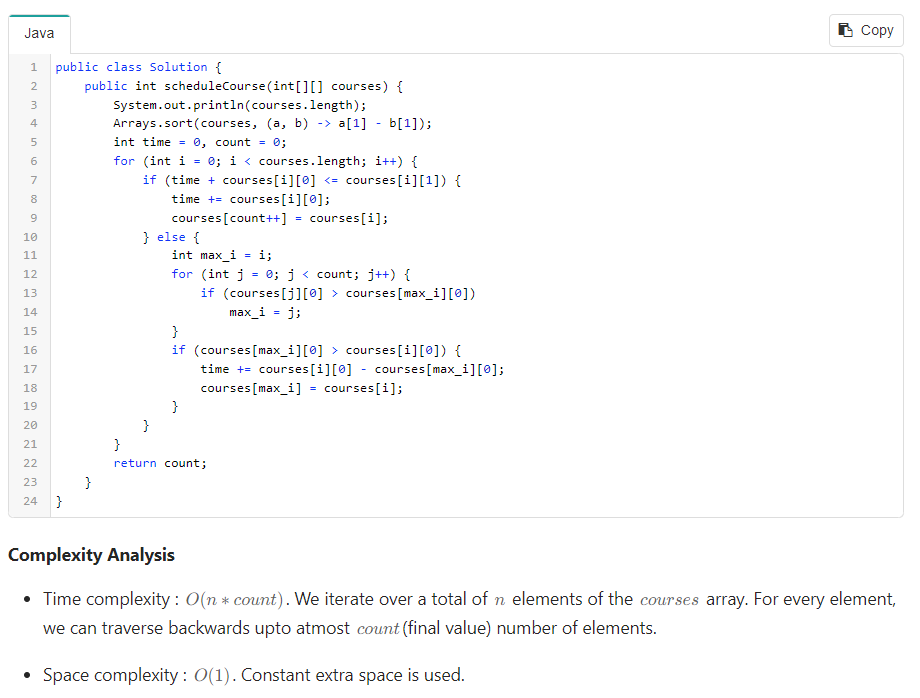 Java
Copy
1 public class Solution {
2     public int scheduleCourse(int[][] courses) {
3         System.out.println(courses.length);
4         Arrays.sort(courses, (a, b) -> a[1] - b[1]);
5         int time = 0, count = 0;
6         for (int i = 0; i < courses.length; i++) {
7             if (time + courses[i][0] <= courses[i][1]) {
8                 time += courses[i][0];
9                 courses[count++] = courses[i];
10             } else {
11                 int max_i = i;
12                 for (int j = 0; j < count; j++) {
13                     if (courses[j][0] > courses[max_i][0])
14                         max_i = j;
15                 }
16                 if (courses[max_i][0] > courses[i][0]) {
17                     time += courses[i][0] - courses[max_i][0];
18                     courses[max_i] = courses[i];
19                 }
20             }
21         }
22         return count;
23     }
24 }
Complexity Analysis
• Time complexity : O(n * count). We iterate over a total of n elements of the courses array. For every element,
we can traverse backwards upto atmost count(final value) number of elements.
• Space complexity : O(1). Constant extra space is used.